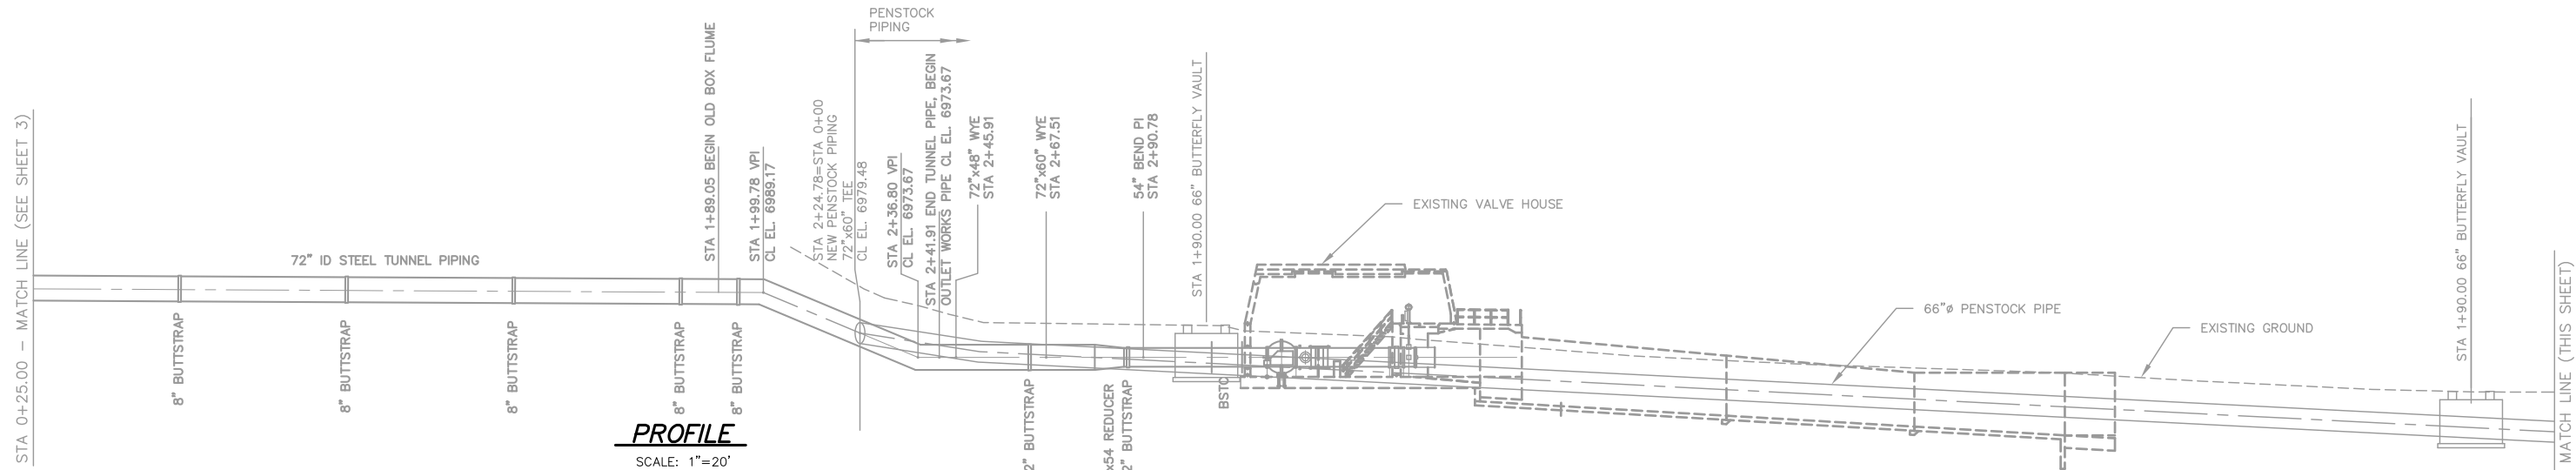 PENSTOCK
PIPING
STA 0+25.00 – MATCH LINE (SEE SHEET 3)
72" ID STEEL TUNNEL PIPING
8" BUTTSTRAP
8" BUTTSTRAP
8" BUTTSTRAP
8" BUTTSTRAP
8" BUTTSTRAP
STA 1+89.05 BEGIN OLD BOX FLUME
STA 1+99.78 VPI
CL EL. 6989.17
STA 2+24.78=STA 0+00
NEW PENSTOCK PIPING
72"x60" TEE
CL EL. 6979.48
STA 2+36.80 VPI
CL EL. 6973.67
STA 2+41.91 END TUNNEL PIPE, BEGIN
OUTLET WORKS PIPE CL EL. 6973.67
72"x48" WYE
STA 2+45.91
72"x60" WYE
STA 2+67.51
54" BEND PI
STA 2+90.78
STA 1+90.00 66" BUTTERFLY VAULT
EXISTING VALVE HOUSE
66"ø PENSTOCK PIPE
EXISTING GROUND
STA 1+90.00 66" BUTTERFLY VAULT
MATCH LINE (THIS SHEET)
2" BUTTSTRAP
x54 REDUCER
2" BUTTSTRAP
BSTC
PROFILE
SCALE: 1"=20'